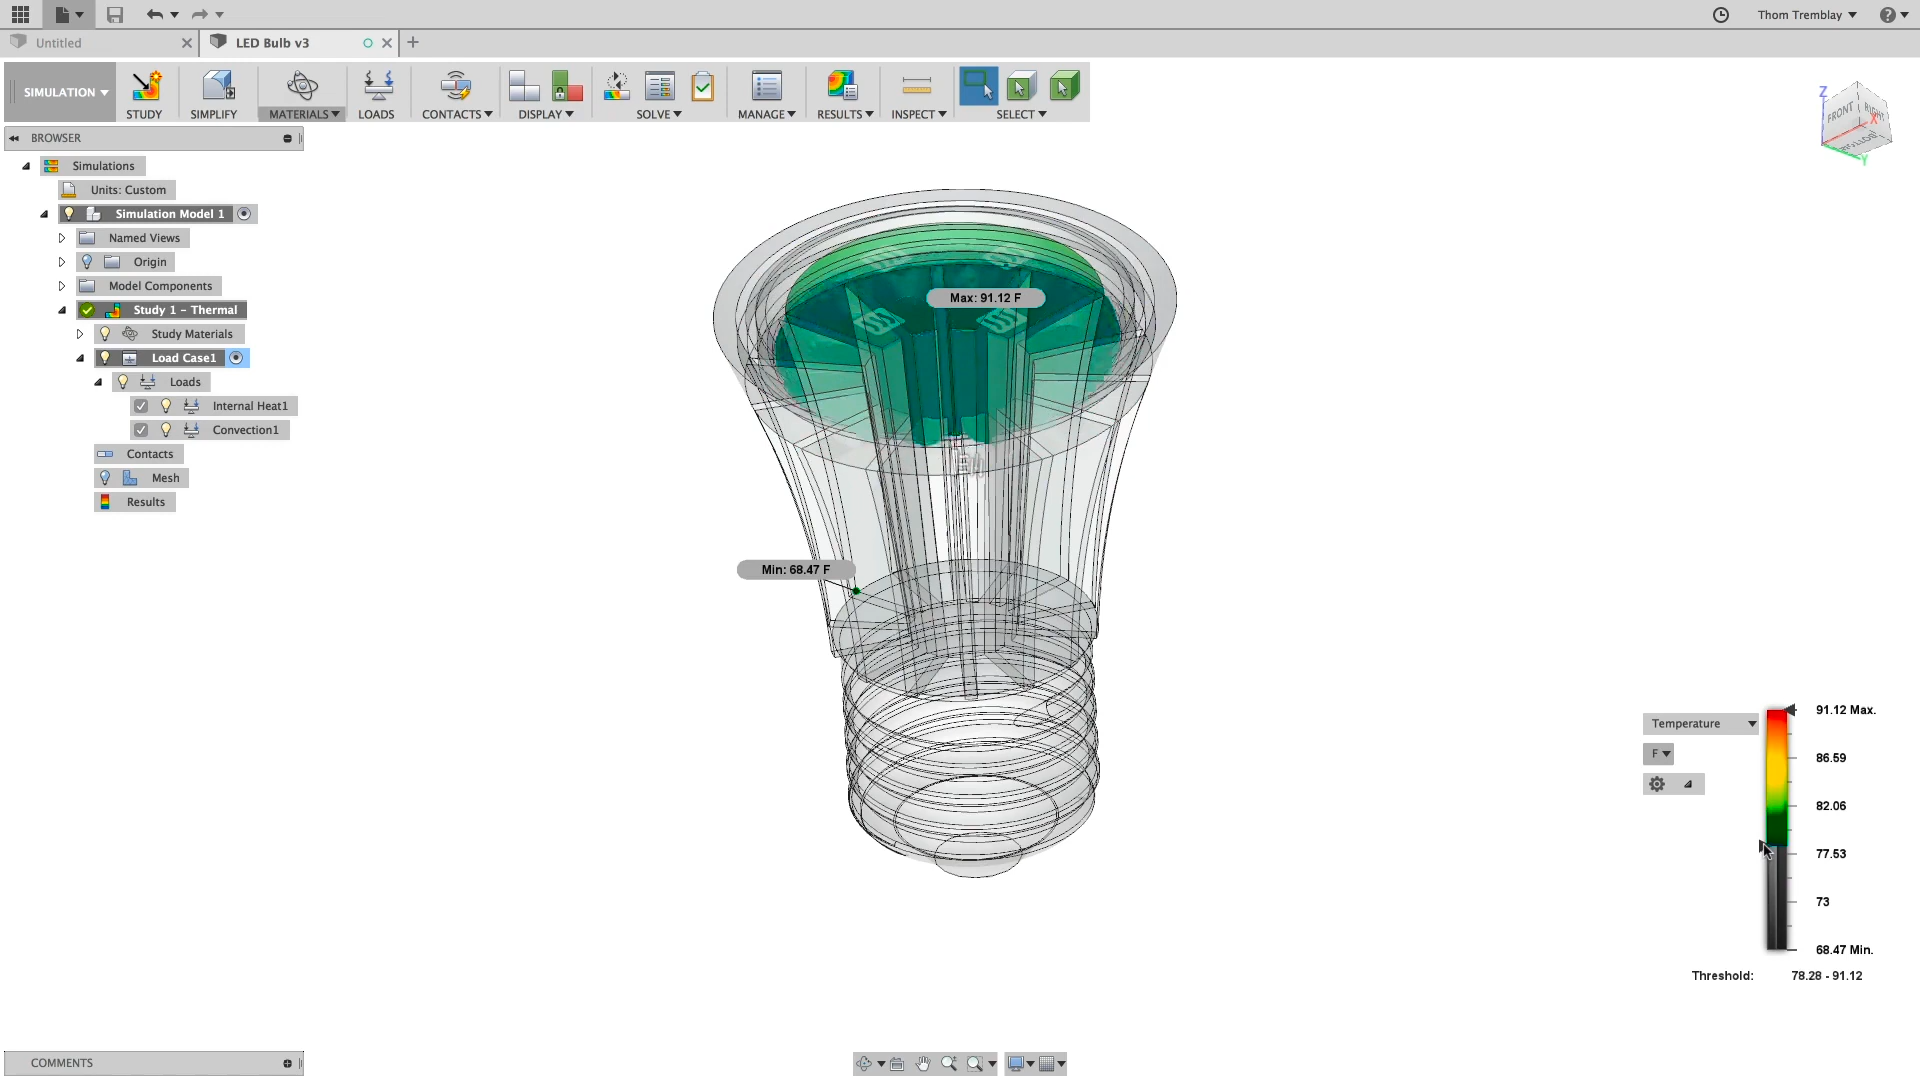 Thom Tremblay
?
Untitled
LED Bulb v3
SIMULATION
STUDY
SIMPLIFY
MATERIALS
LOADS
CONTACTS
DISPLAY
SOLVE
MANAGE
RESULTS
INSPECT
SELECT
BROWSER
Simulations
Units: Custom
Simulation Model 1
Named Views
Origin
Model Components
Study 1 - Thermal
Study Materials
Load Case1
Loads
Internal Heat1
Convection1
Contacts
Mesh
Results
Z
FRONT
RIGHT
X
BOTTOM
Y
Max: 91.12 F
Min: 68.47 F
Temperature
F
91.12 Max.
86.59
82.06
77.53
73
68.47 Min.
Threshold: 78.28 - 91.12
COMMENTS